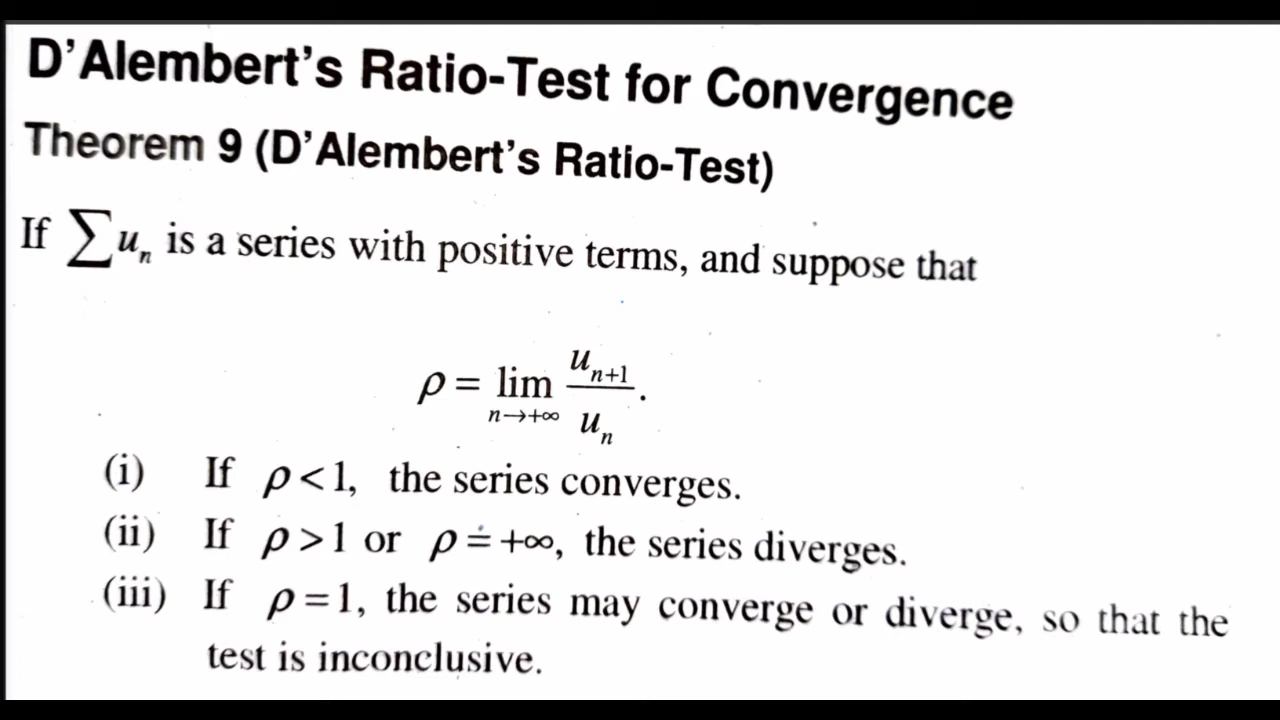 D'Alembert's Ratio-Test for Convergence
Theorem 9 (D'Alembert's Ratio-Test)
If ∑uₙ is a series with positive terms, and suppose that
ρ = lim_{n→+∞} u_{n+1}/u_n.
(i) If ρ < 1, the series converges.
(ii) If ρ > 1 or ρ = +∞, the series diverges.
(iii) If ρ = 1, the series may converge or diverge, so that the
test is inconclusive.